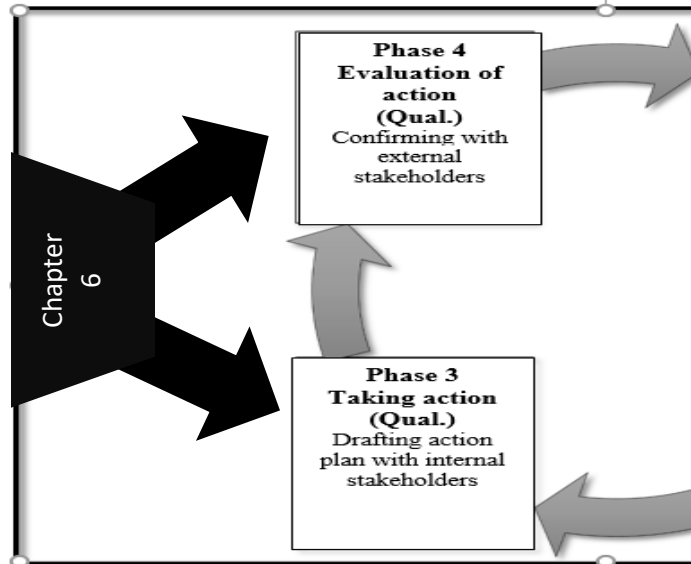 Phase 4
Evaluation of
action
(Qual.)
Confirming with
external
stakeholders
Chapter
6
Phase 3
Taking action
(Qual.)
Drafting action
plan with internal
stakeholders